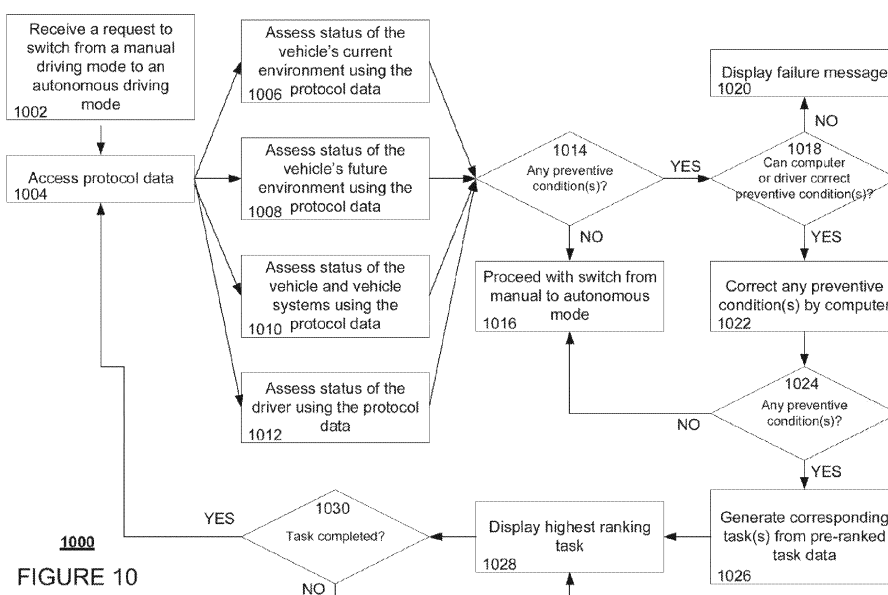 Receive a request to
switch from a manual
driving mode to an
autonomous driving
mode
1002
Access protocol data
1004
Assess status of the
vehicle's current
environment using the
protocol data
1006
Assess status of the
vehicle's future
environment using the
protocol data
1008
Assess status of the
vehicle and vehicle
systems using the
protocol data
1010
Assess status of the
driver using the protocol
data
1012
1014
Any preventive
condition(s)?
YES
NO
Proceed with switch from
manual to autonomous
mode
1016
1018
Can computer
or driver correct
preventive condition(s)?
NO
YES
Display failure message
1020
Correct any preventive
condition(s) by computer
1022
1024
Any preventive
condition(s)?
NO
YES
Generate corresponding
task(s) from pre-ranked
task data
1026
Display highest ranking
task
1028
1030
Task completed?
YES
NO
1000
FIGURE 10